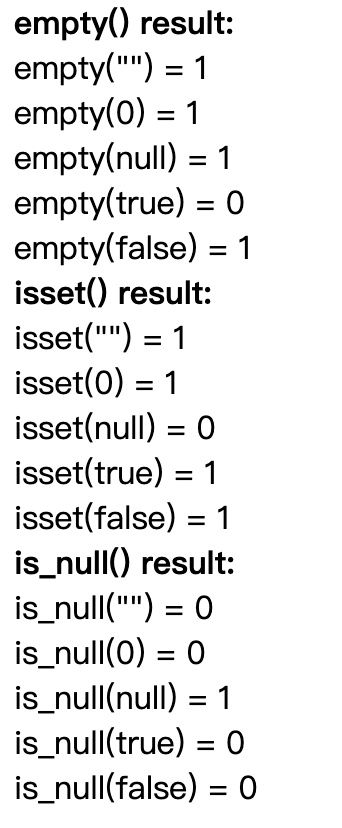 empty() result:
empty("") = 1
empty(0) = 1
empty(null) = 1
empty(true) = 0
empty(false) = 1
isset() result:
isset("") = 1
isset(0) = 1
isset(null) = 0
isset(true) = 1
isset(false) = 1
is_null() result:
is_null("") = 0
is_null(0) = 0
is_null(null) = 1
is_null(true) = 0
is_null(false) = 0